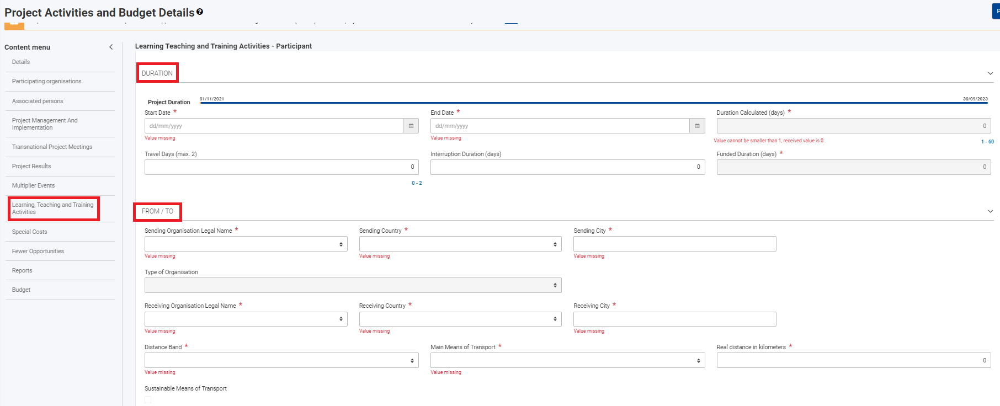 Project Activities and Budget Details
Content menu
Details
Participating organisations
Associated persons
Project Management And
Implementation
Transnational Project Meetings
Project Results
Multiplier Events
Learning, Teaching and Training
Activities
Special Costs
Fewer Opportunities
Reports
Budget
Learning Teaching and Training Activities - Participant
DURATION
Project Duration 01/11/2021 30/09/2023
Start Date * End Date * Duration Calculated (days) *
dd/mm/yyyy dd/mm/yyyy 0
Value missing Value missing Value cannot be smaller than 1, received value is 0 1 - 60
Travel Days (max. 2) Interruption Duration (days) Funded Duration (days) *
0 0 0
0 - 2
FROM / TO
Sending Organisation Legal Name * Sending Country * Sending City *
Value missing Value missing Value missing
Type of Organisation
Receiving Organisation Legal Name * Receiving Country * Receiving City *
Value missing Value missing Value missing
Distance Band * Main Means of Transport * Real distance in kilometers *
0
Value missing Value missing
Sustainable Means of Transport